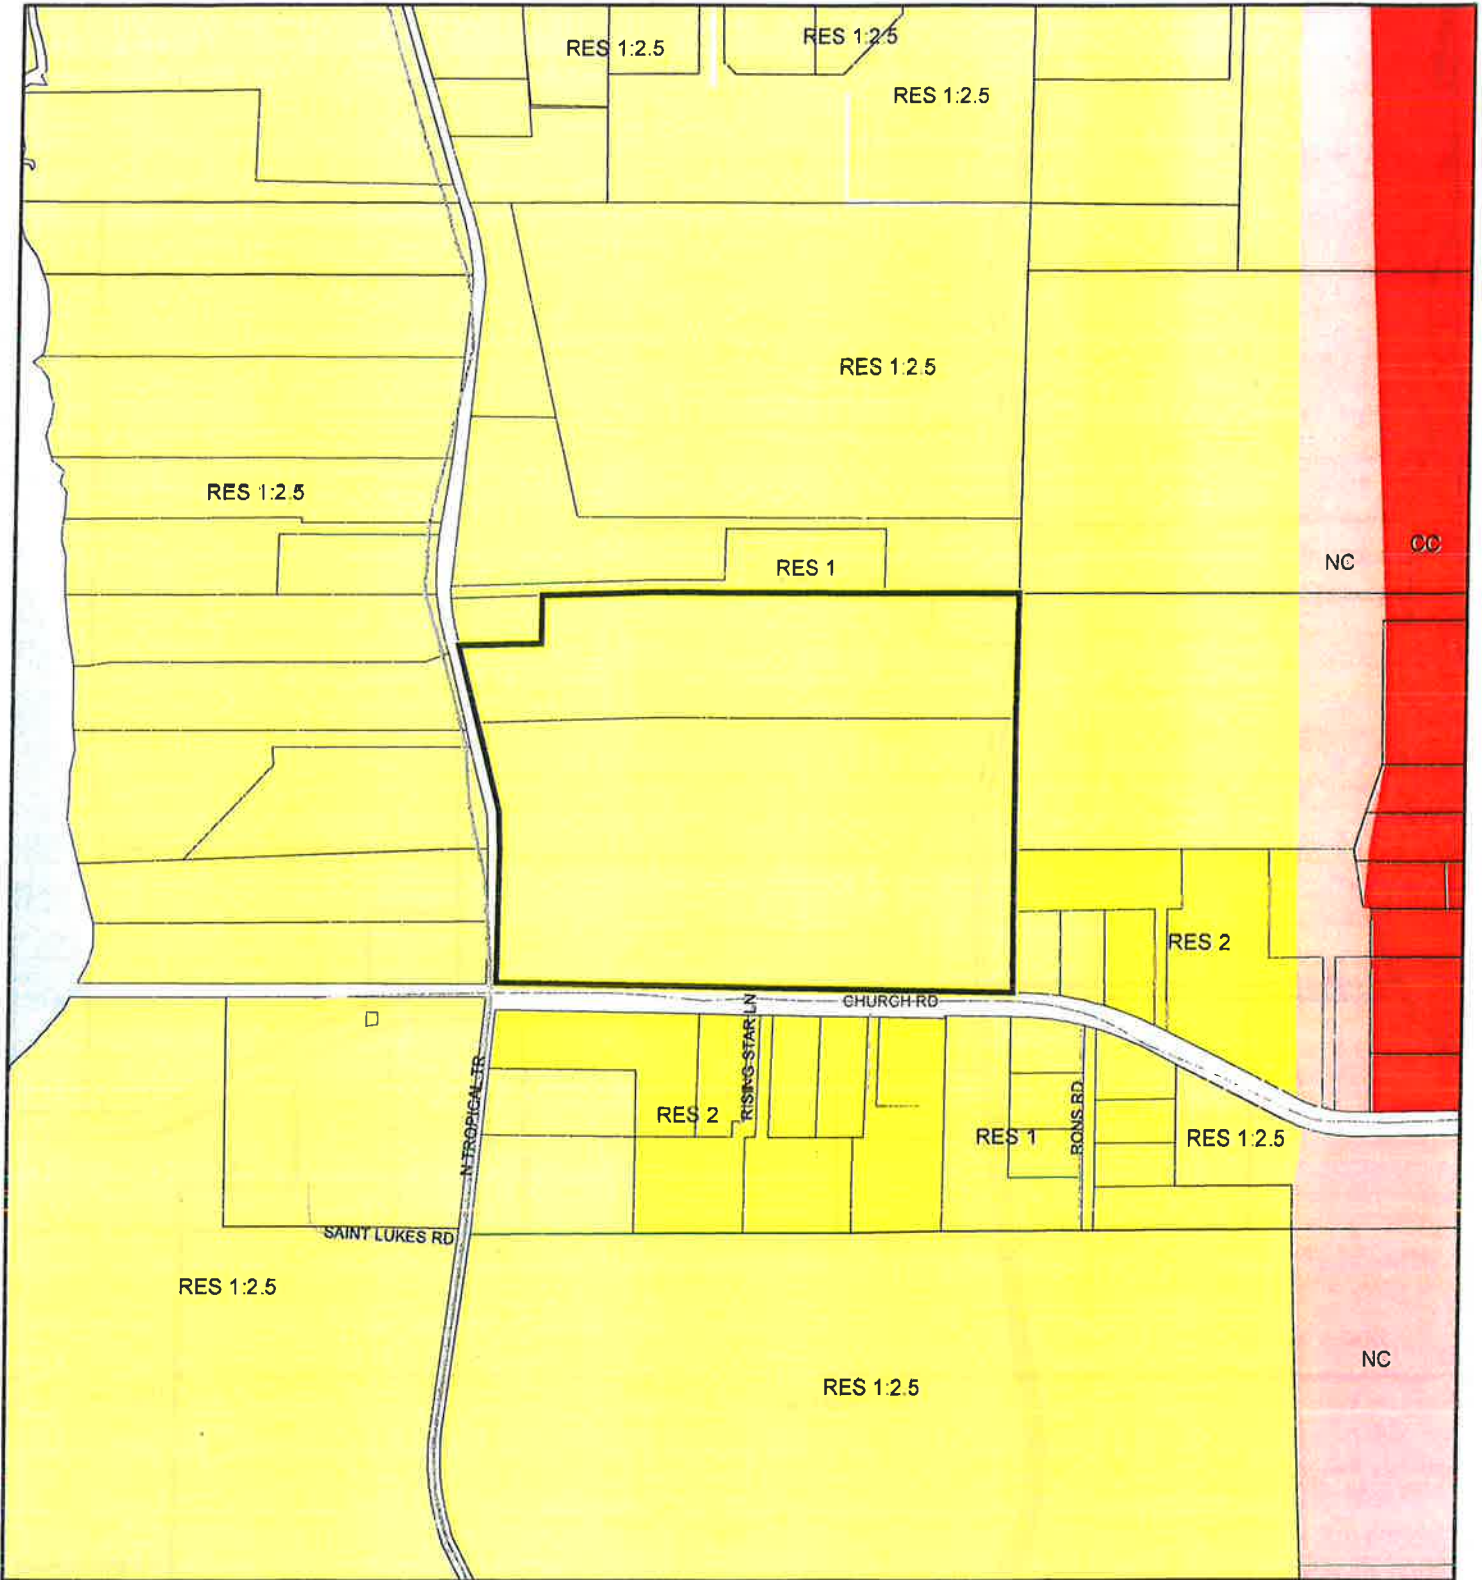 RES 1:2.5
RES 1:2.5
RES 1:2.5
RES 1:2.5
RES 1:2.5
RES 1
NC
CC
RES 2
CHURCH RD
RISING STAR LN
N TROPICAL TR
RES 2
RES 1
RONS RD
RES 1:2.5
SAINT LUKES RD
RES 1:2.5
RES 1:2.5
NC